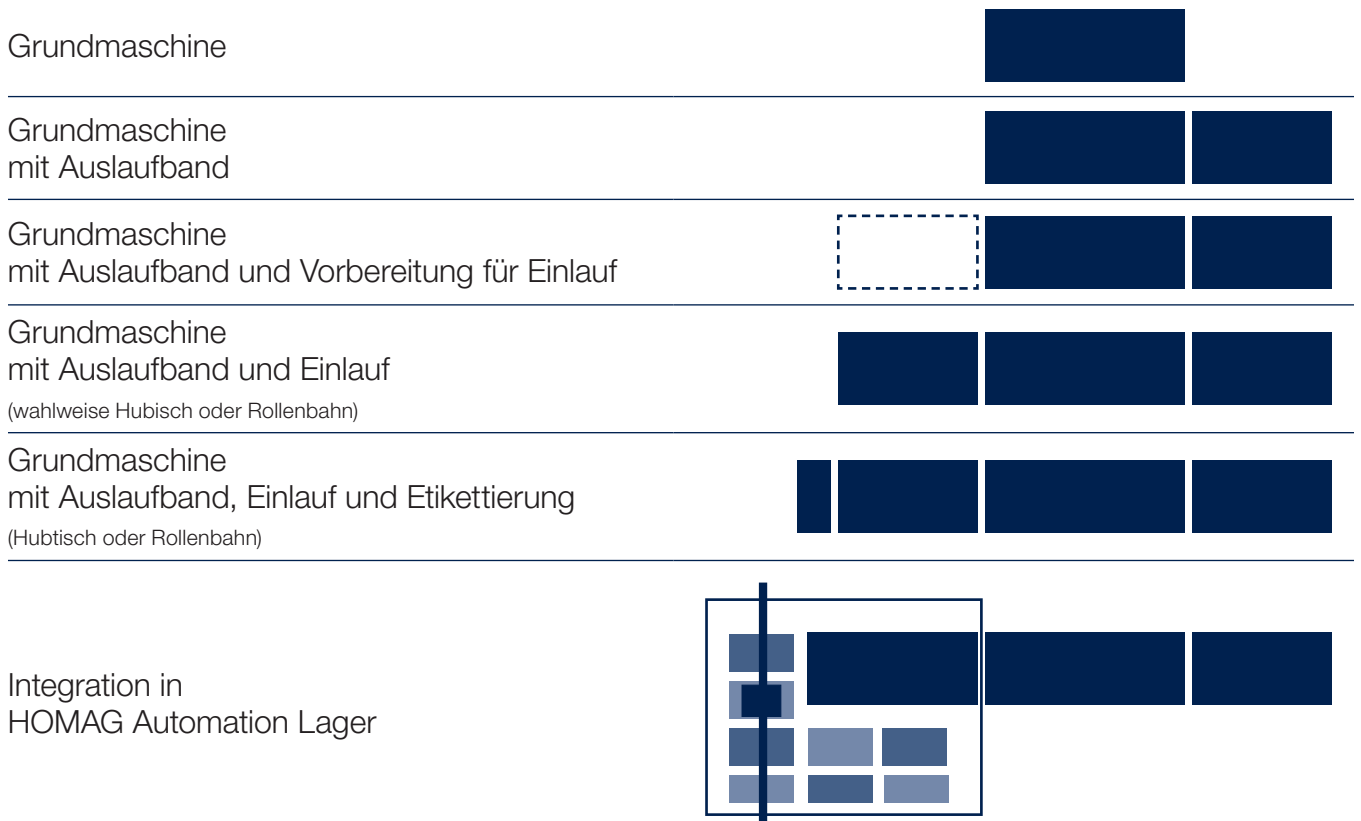 Grundmaschine
Grundmaschine
mit Auslaufband
Grundmaschine
mit Auslaufband und Vorbereitung für Einlauf
Grundmaschine
mit Auslaufband und Einlauf
(wahlweise Hubisch oder Rollenbahn)
Grundmaschine
mit Auslaufband, Einlauf und Etikettierung
(Hubtisch oder Rollenbahn)
Integration in
HOMAG Automation Lager